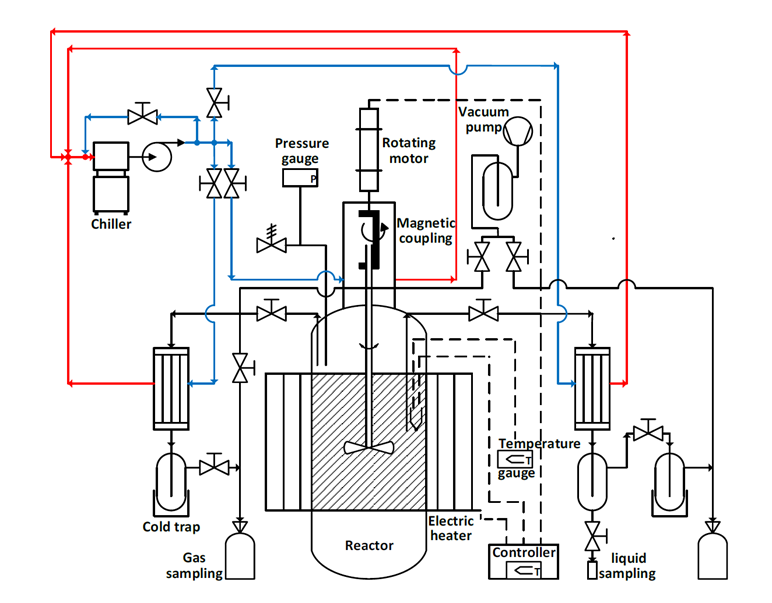 Vacuum
pump
Pressure
gauge
P
Rotating
motor
Magnetic
coupling
Chiller
Temperature
gauge
T
Cold trap
Electric
heater
Reactor
Controller
T
Gas
sampling
liquid
sampling